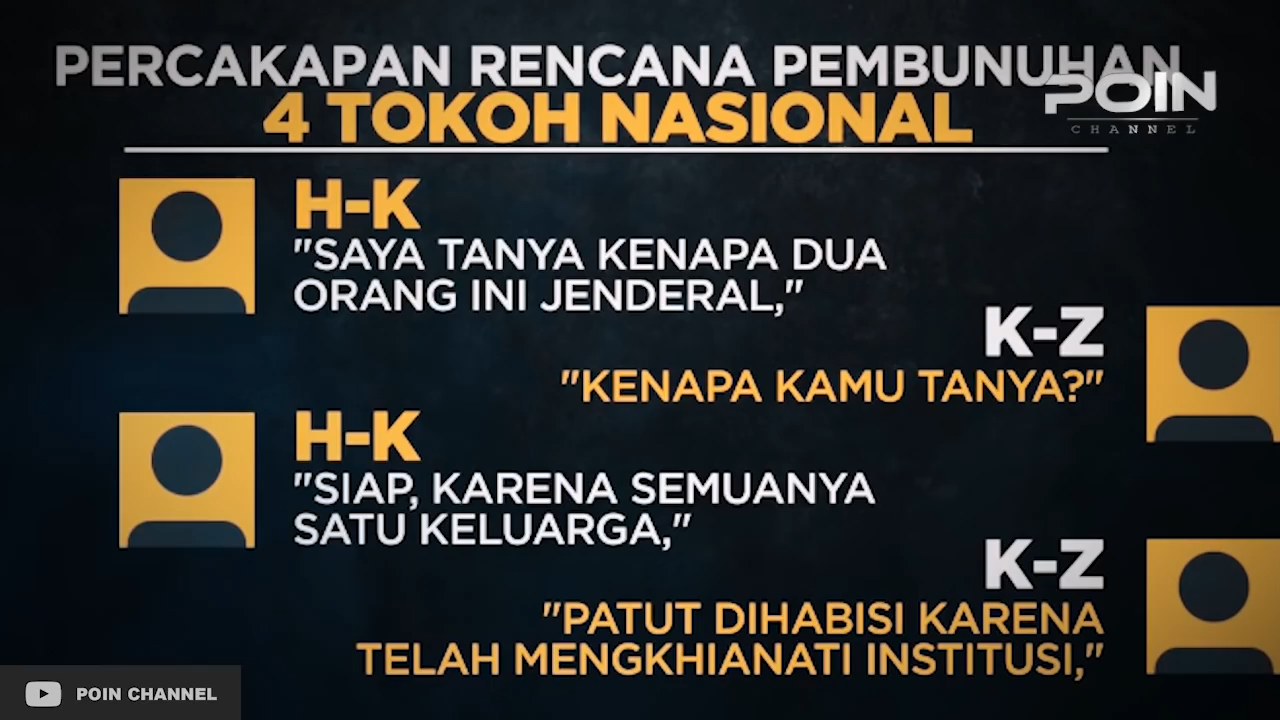 PERCAKAPAN RENCANA PEMBUNUHAN
4 TOKOH NASIONAL
POIN
CHANNEL
H-K
"SAYA TANYA KENAPA DUA
ORANG INI JENDERAL,"
K-Z
"KENAPA KAMU TANYA?"
H-K
"SIAP, KARENA SEMUANYA
SATU KELUARGA,"
K-Z
"PATUT DIHABISI KARENA
TELAH MENGKHIANATI INSTITUSI,"
POIN CHANNEL